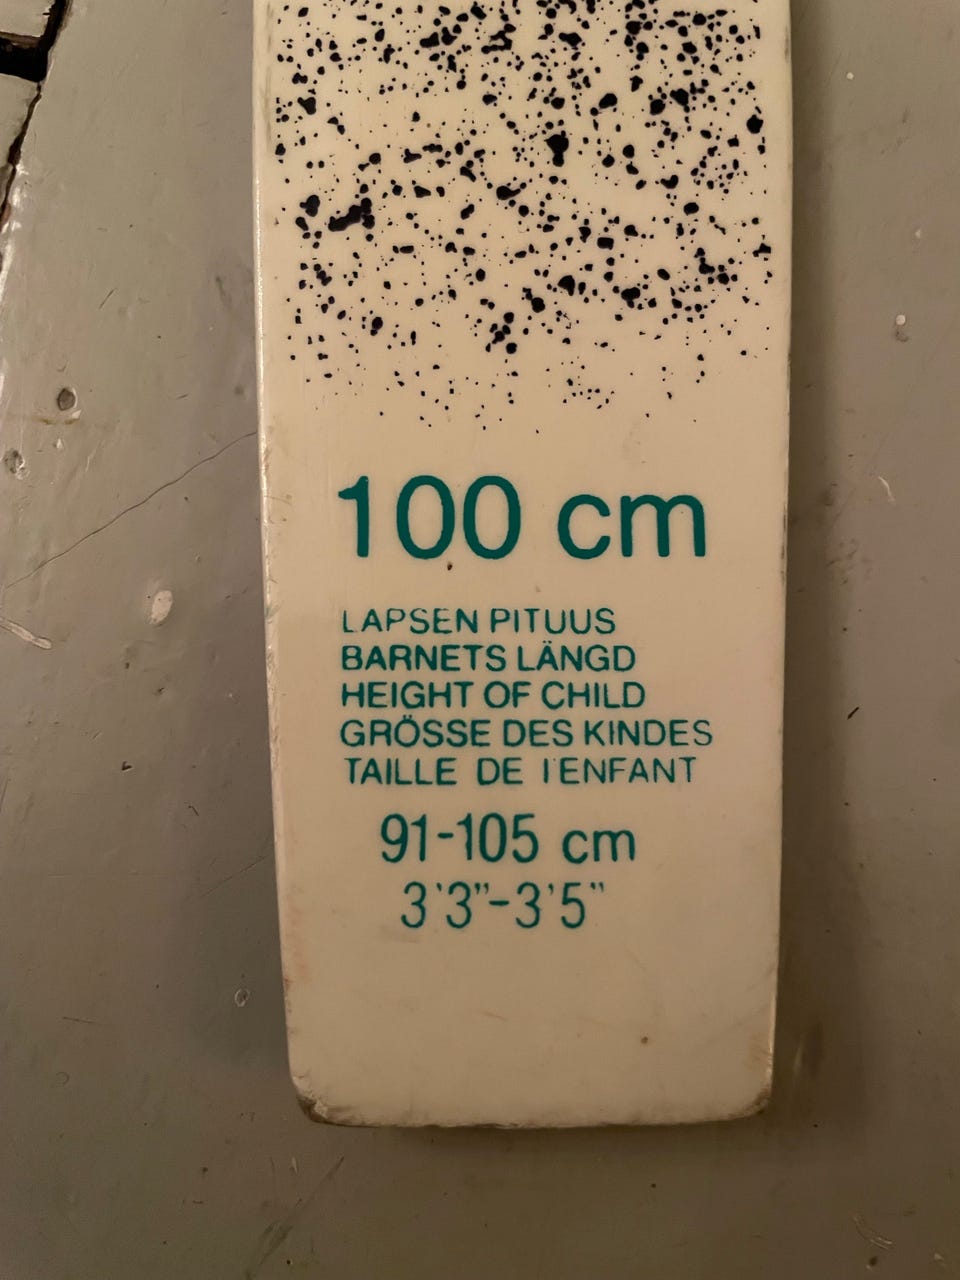 100 cm
LAPSEN PITUUS
BARNETS LÄNGD
HEIGHT OF CHILD
GRÖSSE DES KINDES
TAILLE DE l'ENFANT
91-105 cm
3'3"-3'5"